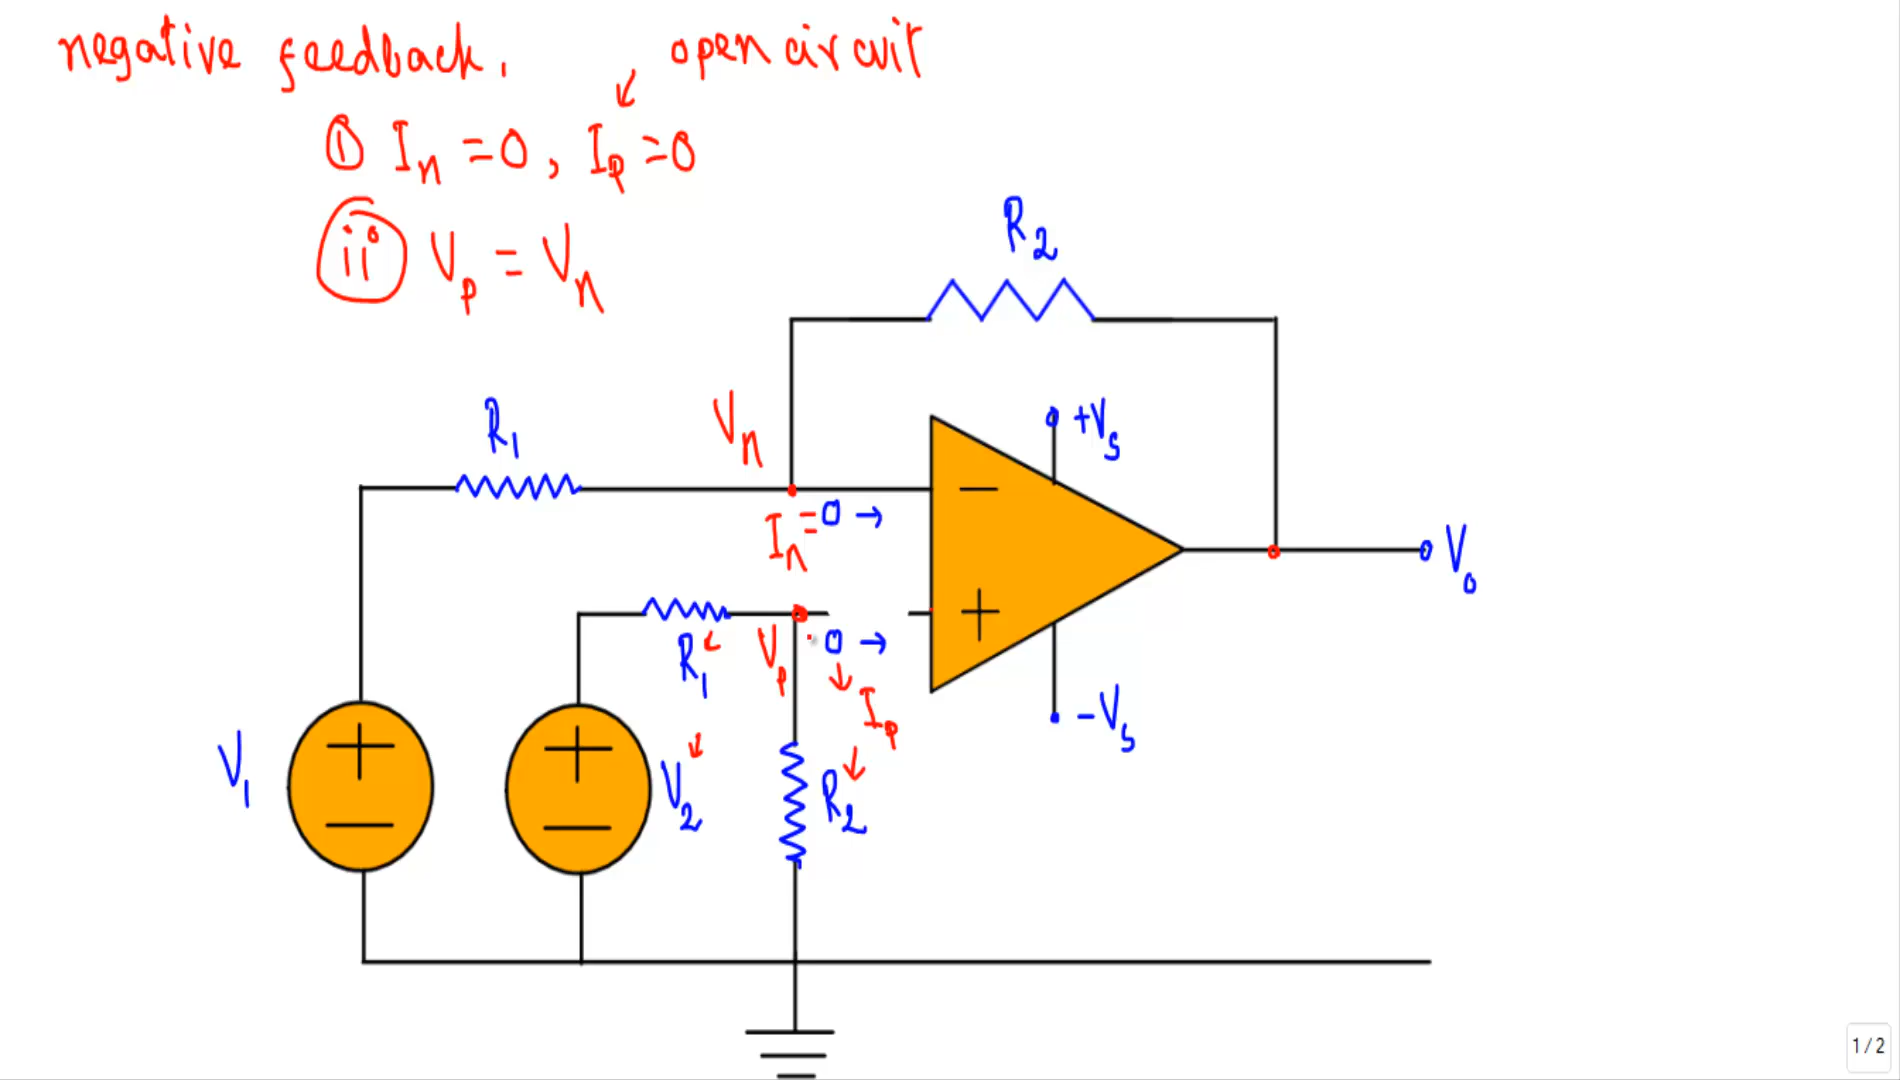 negative feedback.
open circuit
① In = 0, Ip = 0
ii Vp = Vn
R2
R1
Vn
+Vs
−
In = 0 →
Vo
+
R1
Vp
0 →
Ip
−Vs
V1
+
−
+
−
V2
R2
1 / 2